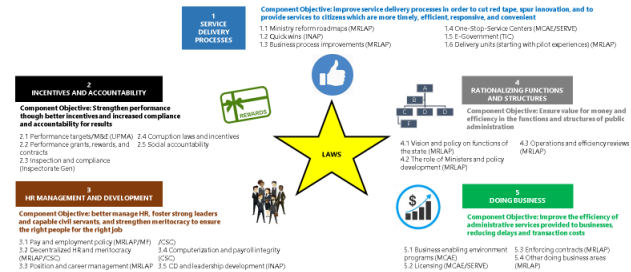 1
SERVICE
DELIVERY
PROCESSES
Component Objective: improve service delivery processes in order to cut red tape, spur innovation, and to
provide services to citizens which are more timely, efficient, responsive, and convenient
1.1 Ministry reform roadmaps (MRLAP)
1.2 Quick wins (INAP)
1.3 Business process improvements (MRLAP)
1.4 One-Stop-Service Centers (MCAE/SERVE)
1.5 E-Government (TIC)
1.6 Delivery units (starting with pilot experiences) (MRLAP)
2
INCENTIVES AND ACCOUNTABILITY
Component Objective: Strengthen performance
though better incentives and increased compliance
and accountability for results
2.1 Performance targets/M&E (UPMA)
2.2 Performance grants, rewards, and
contracts
2.3 Inspection and compliance
(Inspectorate Gen)
2.4 Corruption laws and incentives
2.5 Social accountability
REWARDS
LAWS
A
B
C
D
D
F
4
RATIONALIZING FUNCTIONS
AND STRUCTURES
Component Objective: Ensure value for money and
efficiency in the functions and structures of public
administration
4.1 Vision and policy on functions of
the state (MRLAP)
4.2 The role of Ministers and policy
development (MRLAP)
4.3 Operations and efficiency reviews
(MRLAP)
3
HR MANAGEMENT AND DEVELOPMENT
Component Objective: better manage HR, foster strong leaders
and capable civil servants, and strengthen meritocracy to ensure
the right people for the right job
3.1 Pay and employment policy (MRLAP/MF)
3.2 Decentralized HR and meritocracy
(MRLAP/CSC)
3.3 Position and career management (MRLAP
/CSC)
3.4 Computerization and payroll integrity
(CSC)
3.5 CD and leadership development (INAP)
$
5
DOING BUSINESS
Component Objective: Improve the efficiency of
administrative services provided to businesses,
reducing delays and transaction costs
5.1 Business enabling environment
programs (MCAE)
5.2 Licensing (MCAE/SERVE)
5.3 Enforcing contracts (MRLAP)
5.4 Other doing business areas
(MRLAP)